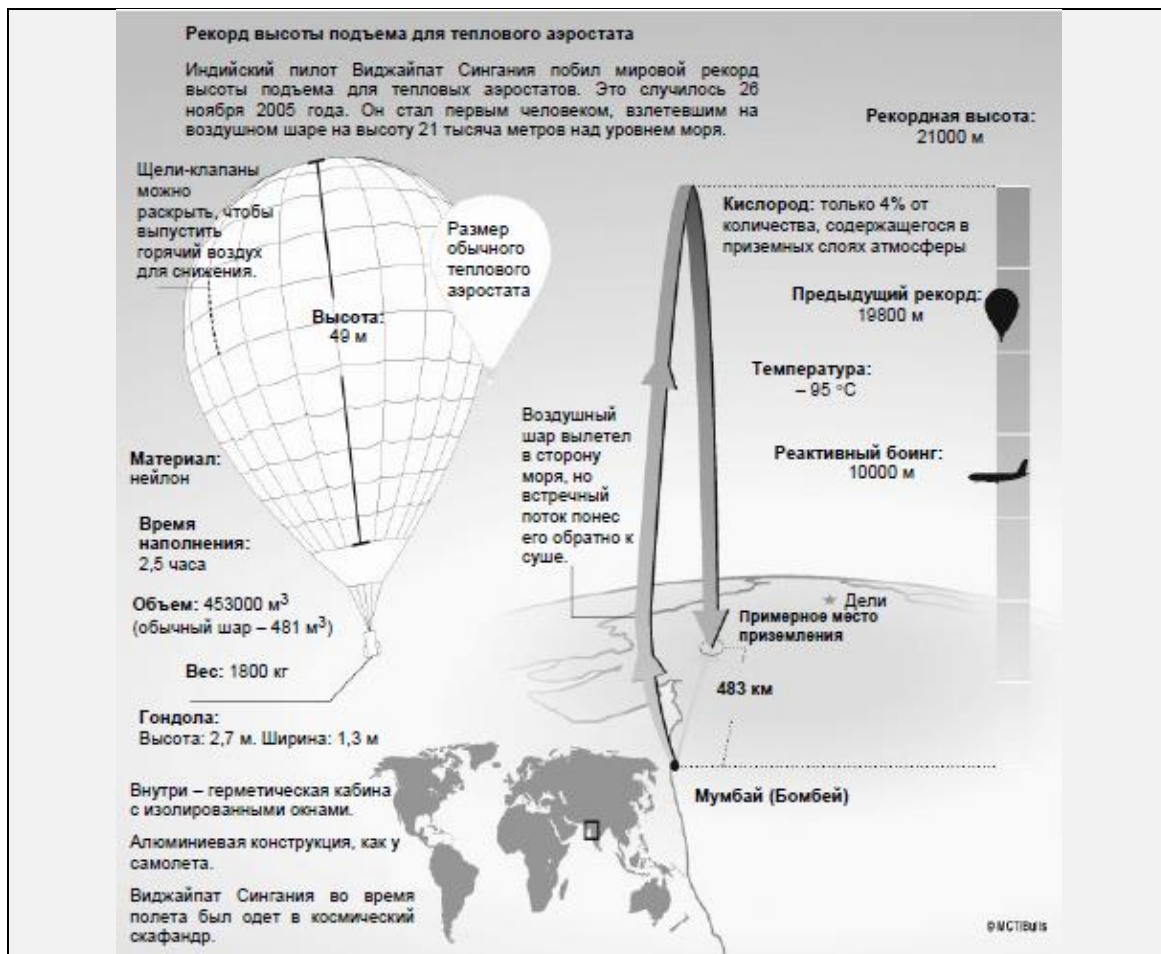 Рекорд высоты подъема для теплового аэростата
Индийский пилот Виджайпат Сингания побил мировой рекорд
высоты подъема для тепловых аэростатов. Это случилось 26
ноября 2005 года. Он стал первым человеком, взлетевшим на
воздушном шаре на высоту 21 тысяча метров над уровнем моря.
Рекордная высота:
21000 м
Щели-клапаны
можно
раскрыть, чтобы
выпустить
горячий воздух
для снижения.
Размер
обычного
теплового
аэростата
Высота:
49 м
Кислород: только 4% от
количества, содержащегося в
приземных слоях атмосферы
Предыдущий рекорд:
19800 м
Температура:
– 95 °C
Воздушный
шар вылетел
в сторону
моря, но
встречный
поток понес
его обратно к
суше.
Реактивный боинг:
10000 м
Материал:
нейлон
Время
наполнения:
2,5 часа
Объем: 453000 м³
(обычный шар – 481 м³)
Вес: 1800 кг
Дели
Примерное место
приземления
483 км
Гондола:
Высота: 2,7 м. Ширина: 1,3 м
Внутри – герметическая кабина
с изолированными окнами.
Алюминиевая конструкция, как у
самолета.
Виджайпат Сингания во время
полета был одет в космический
скафандр.
Мумбай (Бомбей)
© MCT/Bulls